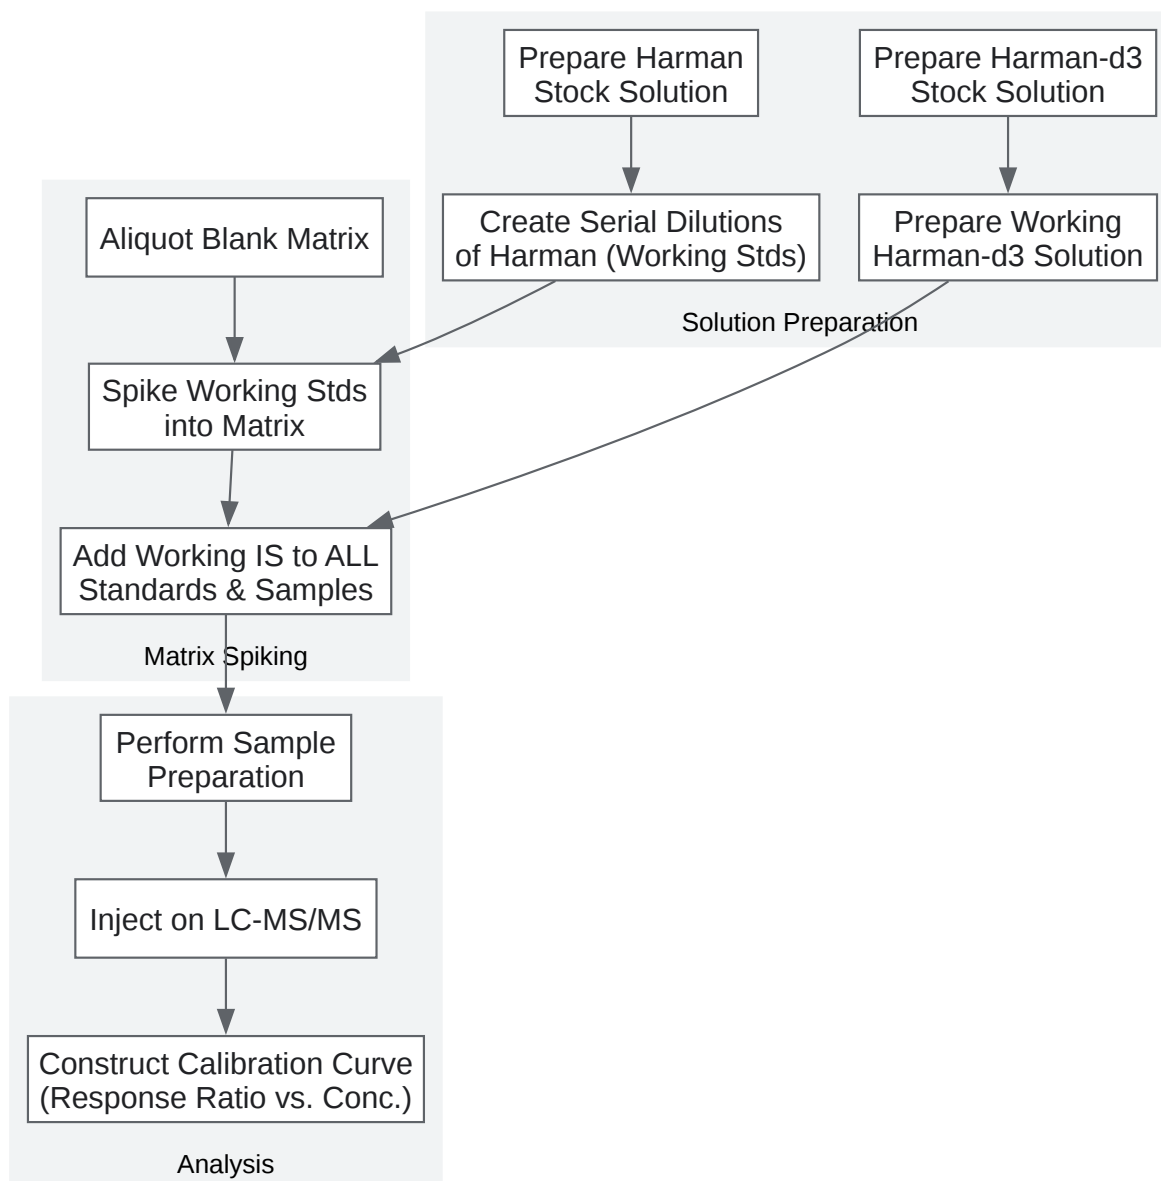 Prepare Harman
Stock Solution
Prepare Harman-d3
Stock Solution
Create Serial Dilutions
of Harman (Working Stds)
Prepare Working
Harman-d3 Solution
Solution Preparation
Aliquot Blank Matrix
Spike Working Stds
into Matrix
Add Working IS to ALL
Standards & Samples
Matrix Spiking
Perform Sample
Preparation
Inject on LC-MS/MS
Construct Calibration Curve
(Response Ratio vs. Conc.)
Analysis